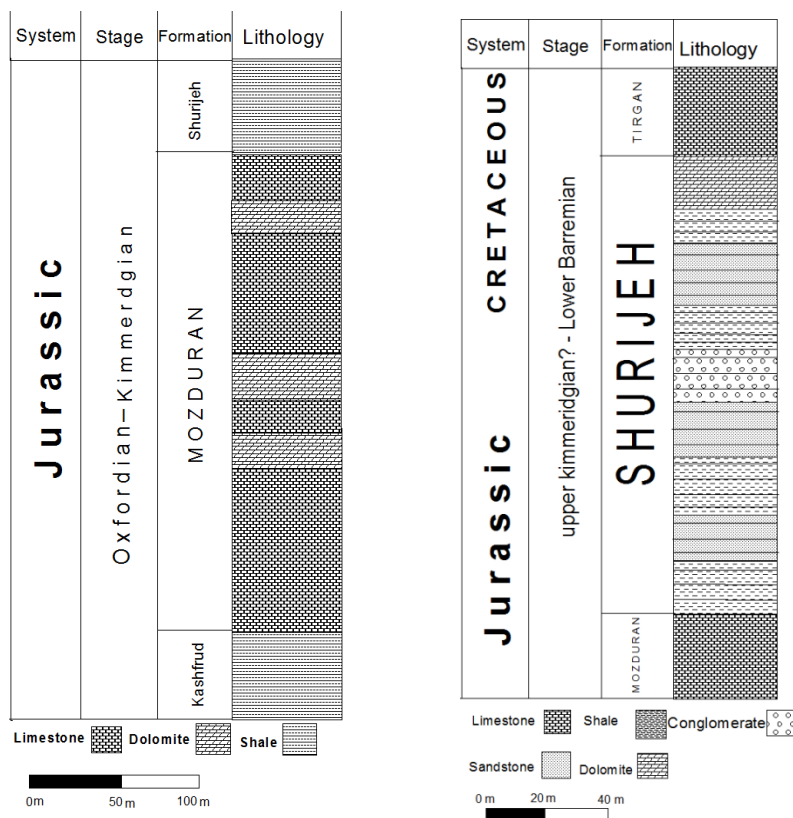 System Stage Formation Lithology
Shurijeh
Jurassic
Oxfordian–Kimmerdgian
MOZDURAN
Kashfrud
Limestone Dolomite Shale
0m 50 m 100 m
System Stage Formation Lithology
CRETACEOUS
Jurassic
upper kimmeridgian? - Lower Barremian
TIRGAN
SHURIJEH
MOZDURAN
Limestone Shale Conglomerate
Sandstone Dolomite
0 m 20 m 40 m